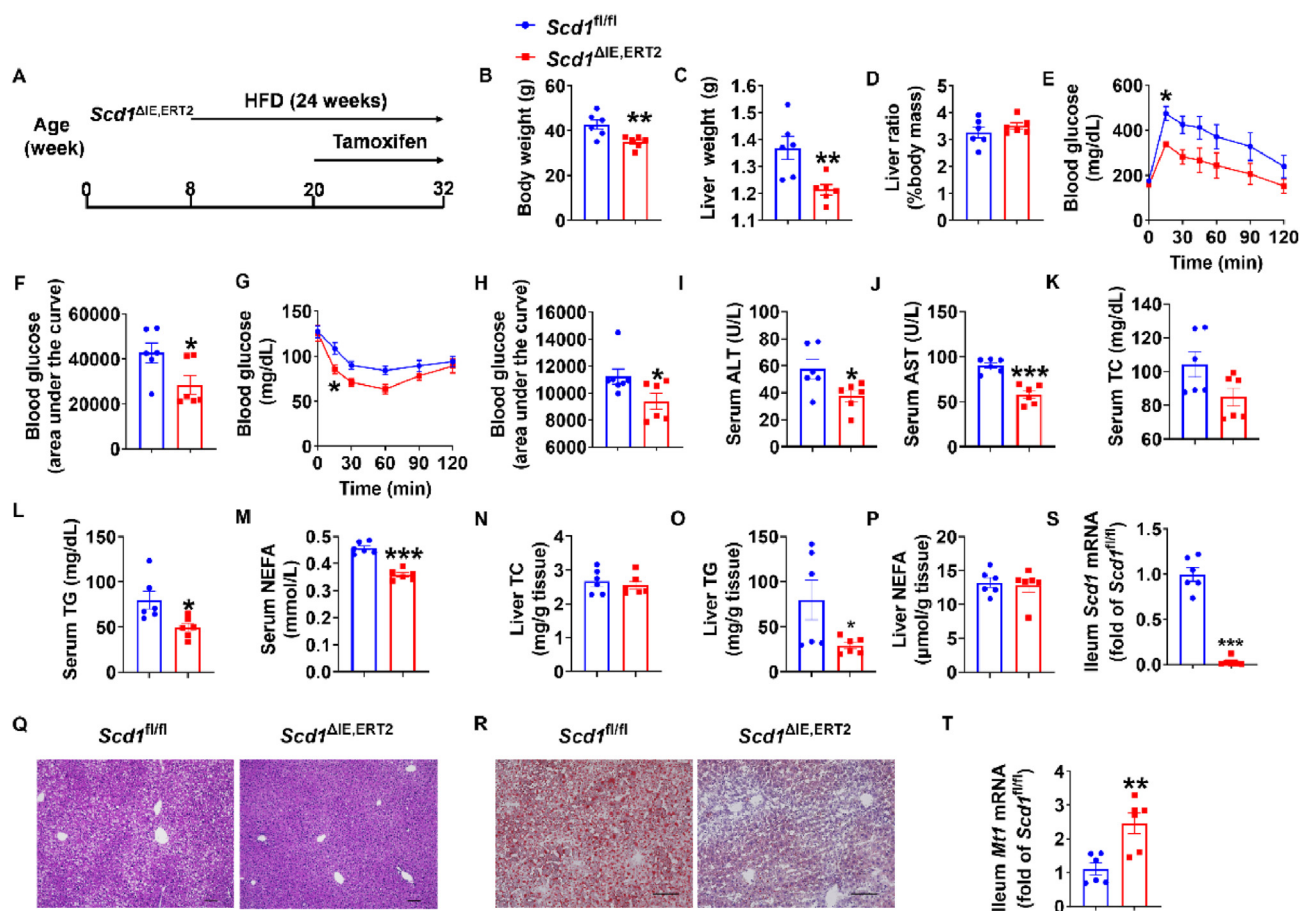 Scd1fl/fl
Scd1ΔIE,ERT2
A
Age
(week)
Scd1ΔIE,ERT2
HFD (24 weeks)
Tamoxifen
0 8 20 32
B
Body weight (g)
60
40
20
0
**
C
Liver weight (g)
1.6
1.5
1.4
1.3
1.2
1.1
**
D
Liver ratio
(%body mass)
5
4
3
2
1
0
E
Blood glucose
(mg/dL)
600
400
200
0
*
0 30 60 90 120
Time (min)
F
Blood glucose
(area under the curve)
60000
40000
20000
0
*
G
Blood glucose
(mg/dL)
150
100
50
0
*
0 30 60 90 120
Time (min)
H
Blood glucose
(area under the curve)
16000
14000
12000
10000
8000
6000
*
I
Serum ALT (U/L)
100
80
60
40
20
0
*
J
Serum AST (U/L)
150
100
50
0
***
K
Serum TC (mg/dL)
140
120
100
80
60
L
Serum TG (mg/dL)
150
100
50
0
*
M
Serum NEFA
(mmol/L)
0.5
0.4
0.3
0.2
0.1
0.0
***
N
Liver TC
(mg/g tissue)
5
4
3
2
1
0
O
Liver TG
(mg/g tissue)
150
100
50
0
*
P
Liver NEFA
(μmol/g tissue)
20
15
10
5
0
S
Ileum Scd1 mRNA
(fold of Scd1fl/fl)
1.5
1.0
0.5
0.0
***
Q
Scd1fl/fl
Scd1ΔIE,ERT2
R
Scd1fl/fl
Scd1ΔIE,ERT2
T
Ileum Mt1 mRNA
(fold of Scd1fl/fl)
4
3
2
1
0
**